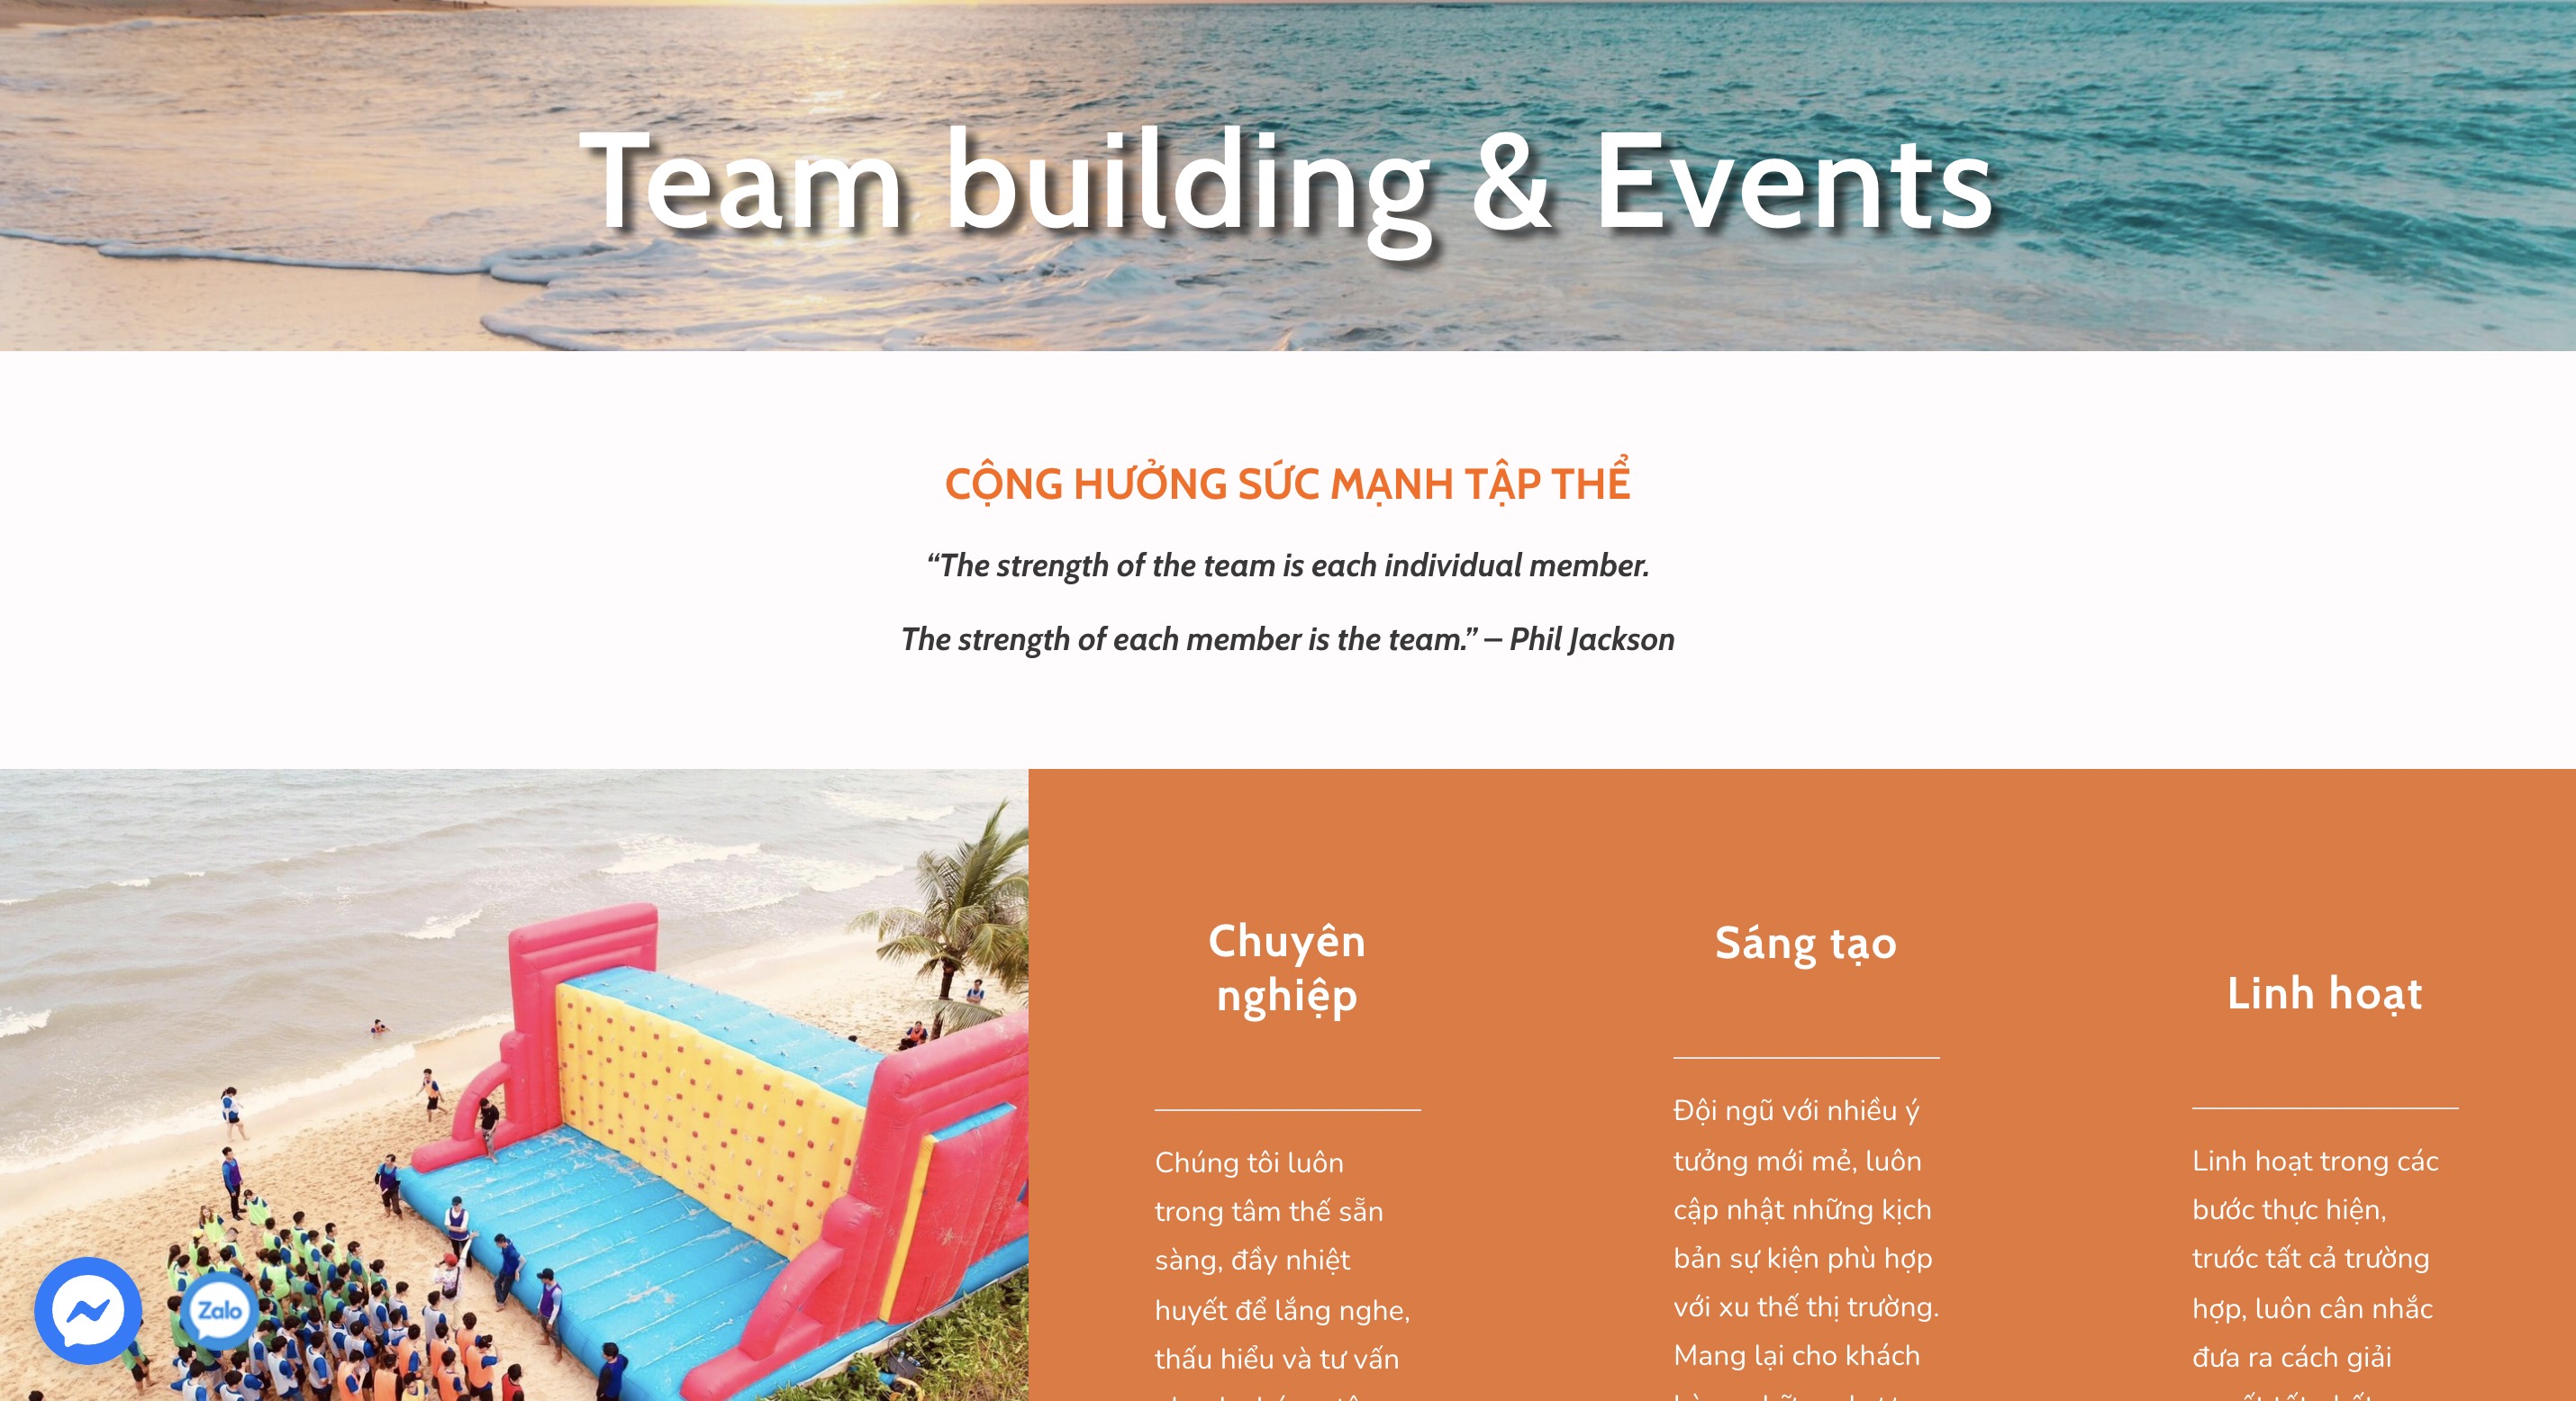 Team building & Events
CỘNG HƯỞNG SỨC MẠNH TẬP THỂ
“The strength of the team is each individual member.
The strength of each member is the team.” – Phil Jackson
Chuyên
nghiệp
Chúng tôi luôn
trong tâm thế sẵn
sàng, đầy nhiệt
huyết để lắng nghe,
thấu hiểu và tư vấn
Sáng tạo
Đội ngũ với nhiều ý
tưởng mới mẻ, luôn
cập nhật những kịch
bản sự kiện phù hợp
với xu thế thị trường.
Mang lại cho khách
Linh hoạt
Linh hoạt trong các
bước thực hiện,
trước tất cả trường
hợp, luôn cân nhắc
đưa ra cách giải
Zalo